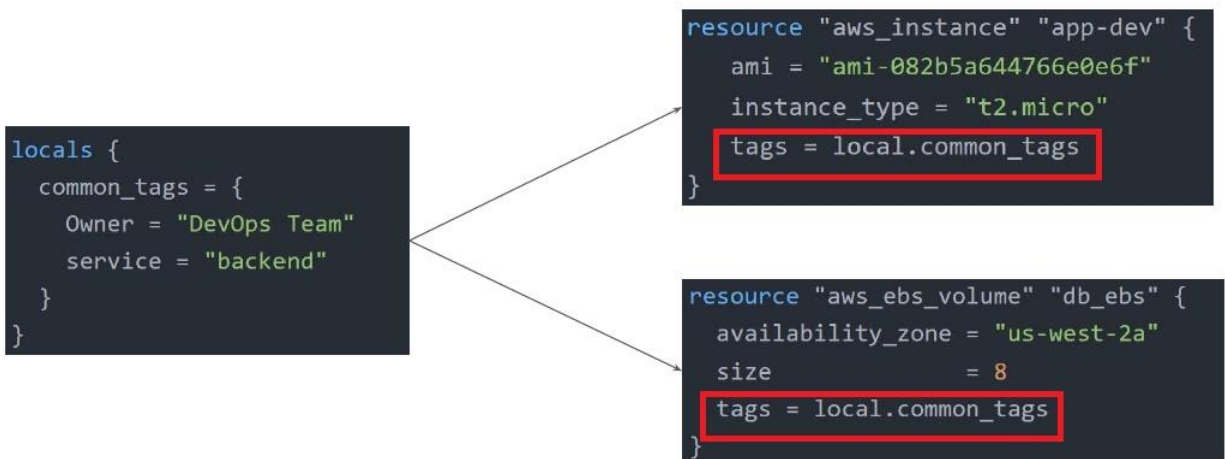 locals {
common_tags = {
Owner = "DevOps Team"
service = "backend"
}
}
resource "aws_instance" "app-dev" {
ami = "ami-082b5a644766e0e6f"
instance_type = "t2.micro"
tags = local.common_tags
}
resource "aws_ebs_volume" "db_ebs" {
availability_zone = "us-west-2a"
size = 8
tags = local.common_tags
}